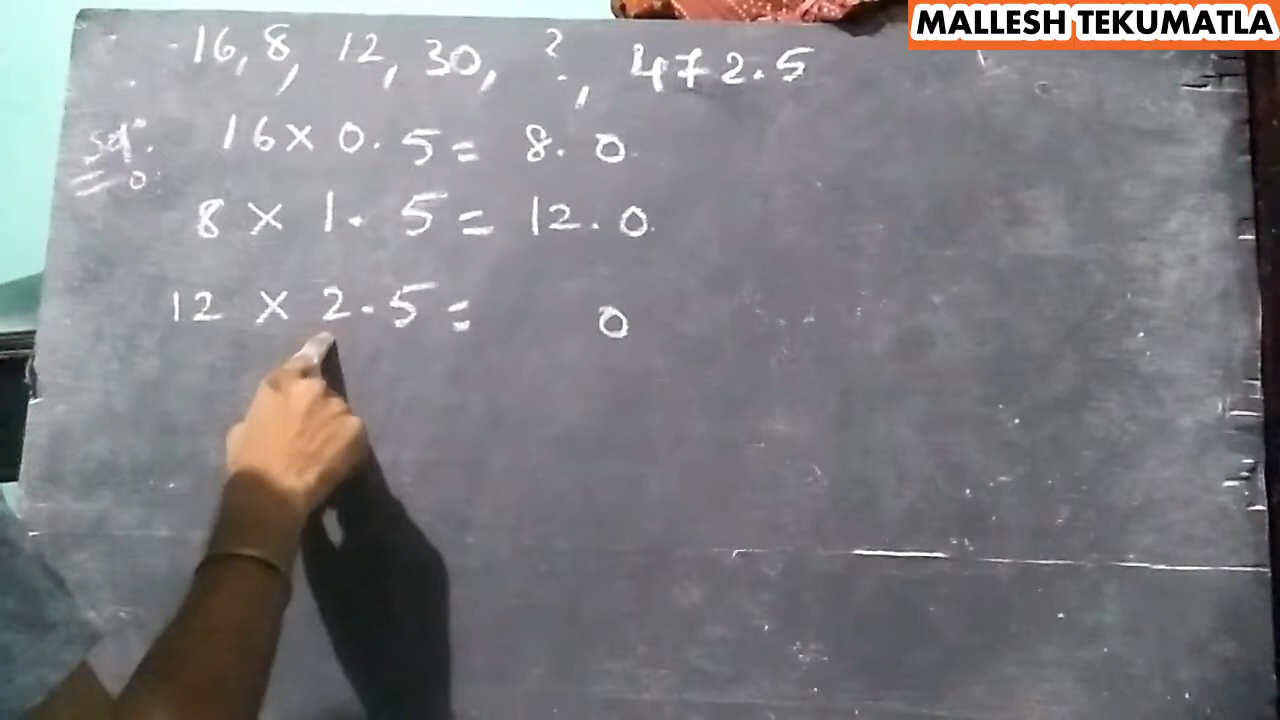 MALLESH TEKUMATLA
16, 8, 12, 30, ?, 472.5
Sol:
16 × 0.5 = 8.0
8 × 1.5 = 12.0
12 × 2.5 = 0